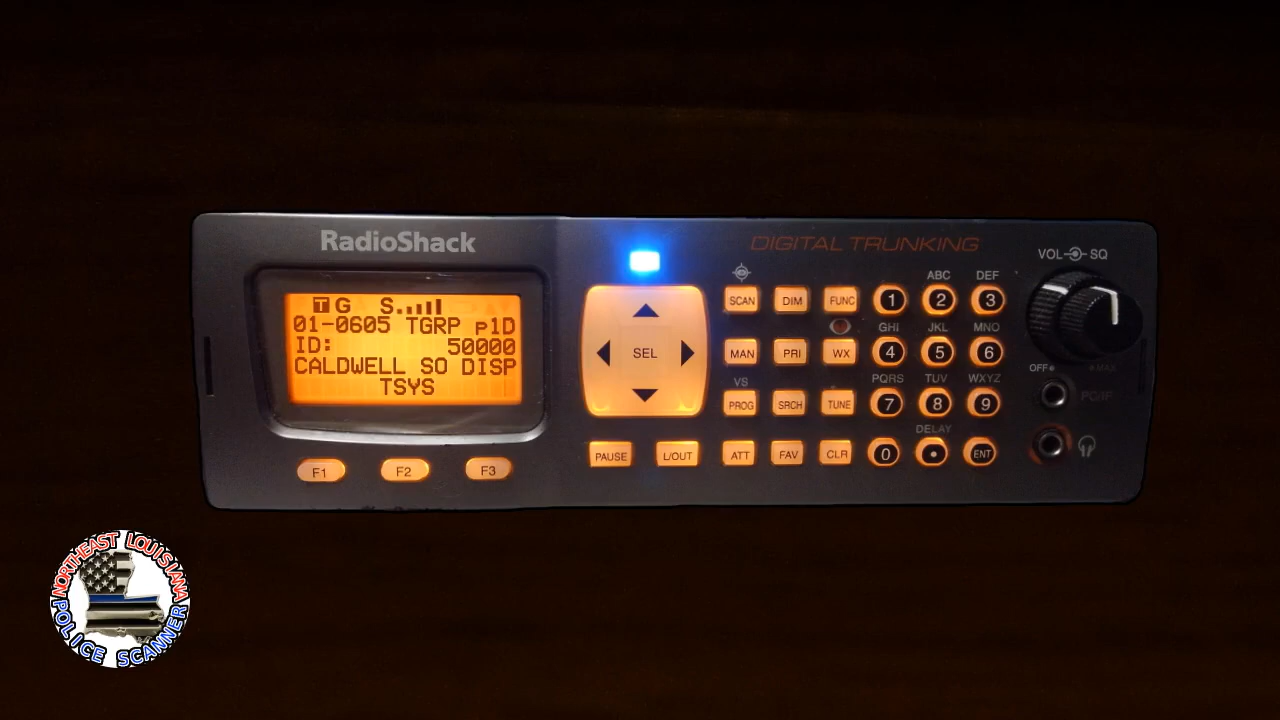 RadioShack
DIGITAL TRUNKING
VOL SQ
T G S
01-0605 TGRP p1D
ID: 50000
CALDWELL SO DISP
TSYS
F1 F2 F3
SEL
PAUSE L/OUT
ABC DEF
SCAN DIM FUNC 1 2 3
GHI JKL MNO
MAN PRI WX 4 5 6
VS PQRS TUV WXYZ
PROG SRCH TUNE 7 8 9
DELAY
ATT FAV CLR 0 • ENT
OFF MAX
PC/IF
NORTHEAST LOUISIANA
POLICE SCANNER